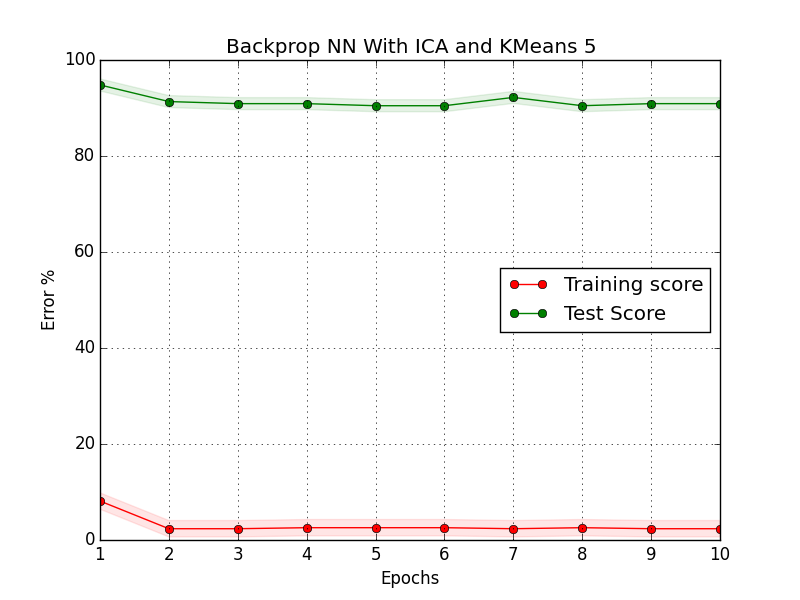 Backprop NN With ICA and KMeans 5
100
80
60
40
20
0
Error %
Training score
Test Score
1 2 3 4 5 6 7 8 9 10
Epochs